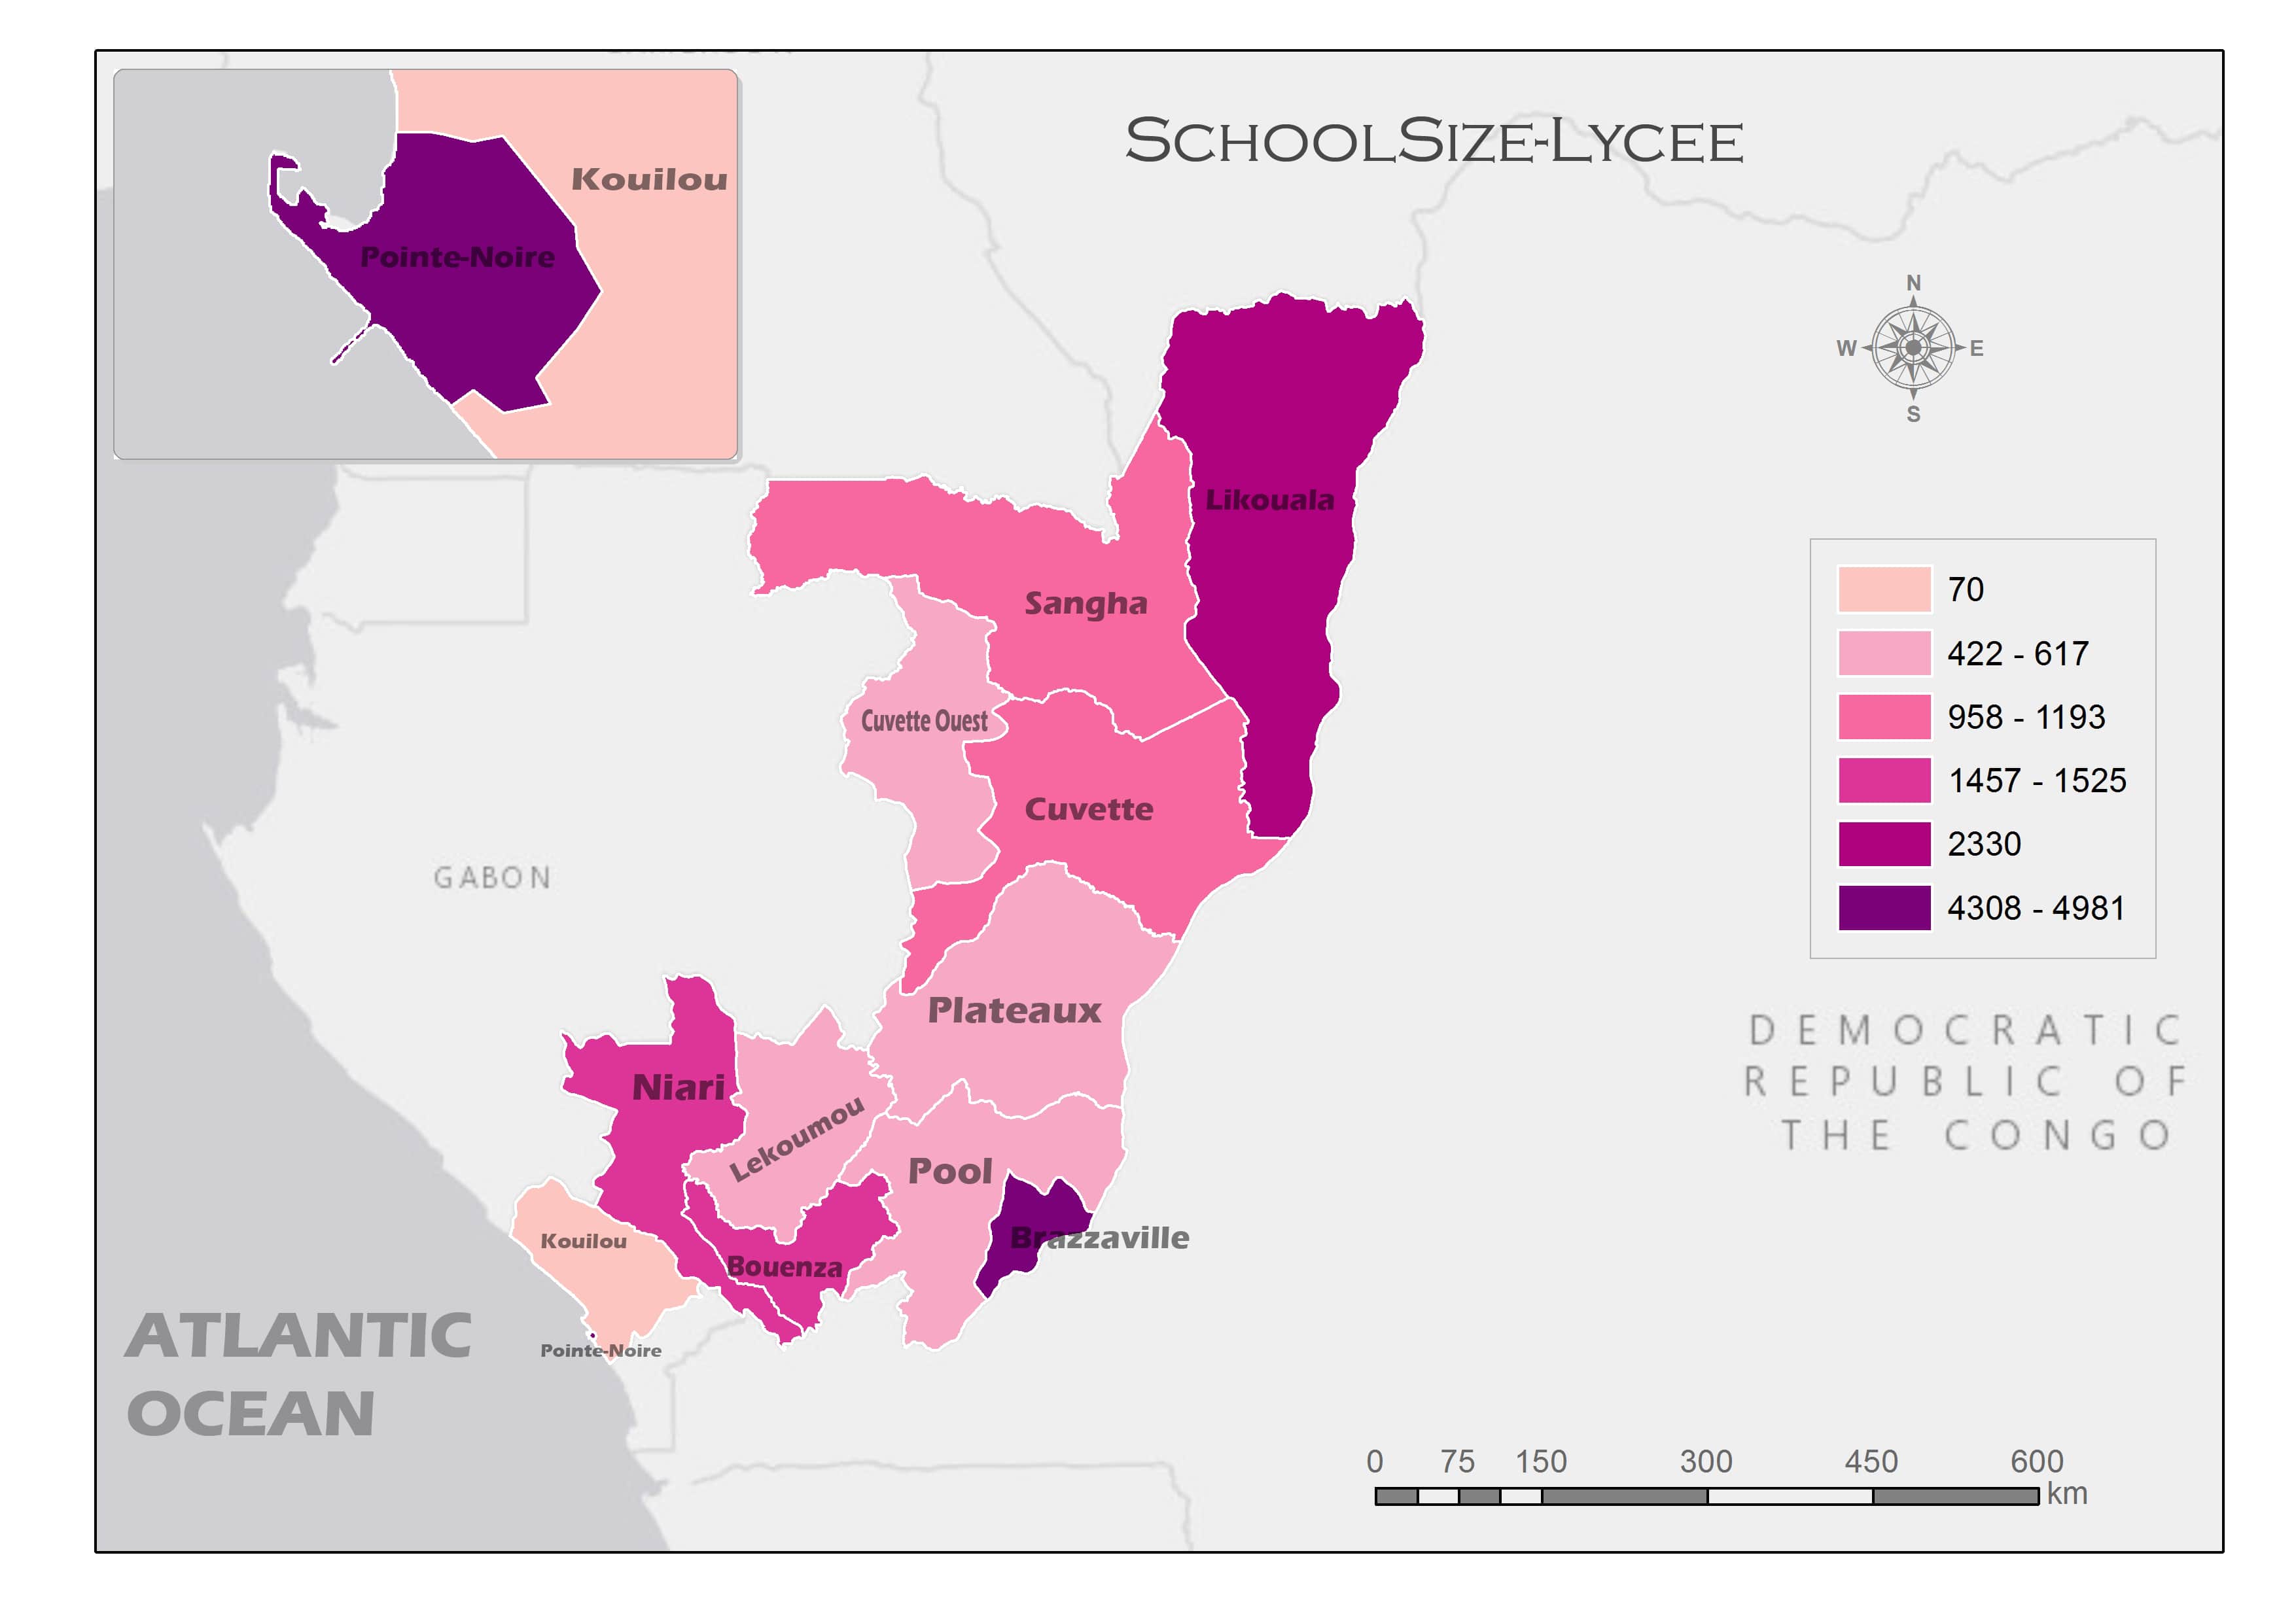 SCHOOLSIZE-LYCEE
Kouilou
Pointe-Noire
N
W
E
S
Likouala
Sangha
Cuvette Ouest
Cuvette
GABON
Plateaux
Niari
Lekoumou
Pool
Brazzaville
Kouilou
Bouenza
Pointe-Noire
70
422 - 617
958 - 1193
1457 - 1525
2330
4308 - 4981
DEMOCRATIC
REPUBLIC OF
THE CONGO
ATLANTIC
OCEAN
0 75 150 300 450 600
km